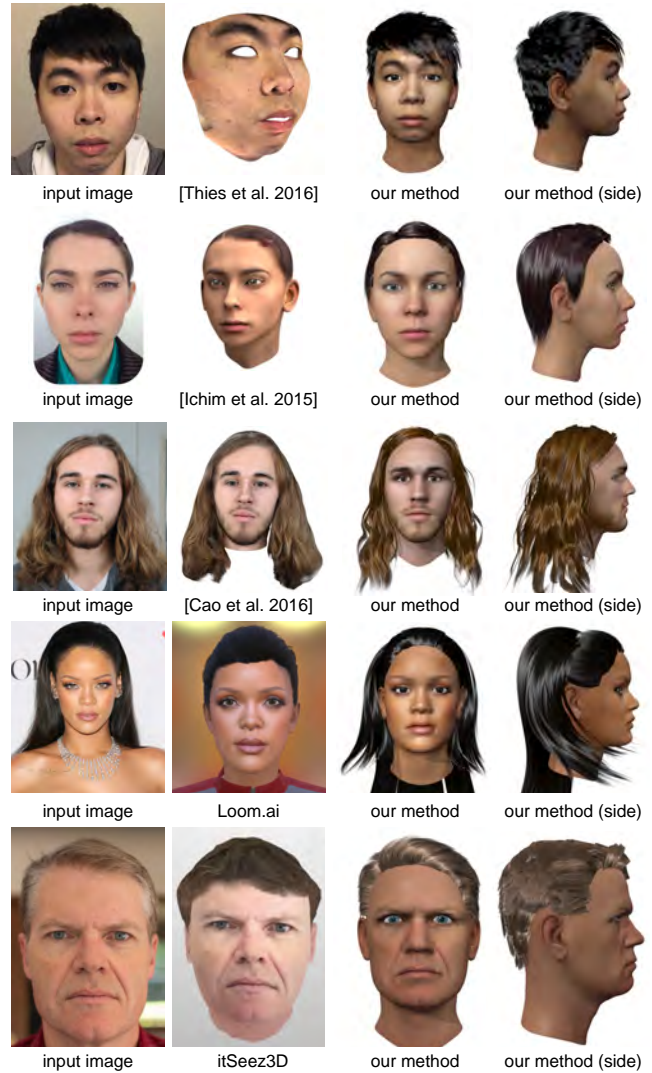 input image [Thies et al. 2016] our method our method (side)
input image [Ichim et al. 2015] our method our method (side)
input image [Cao et al. 2016] our method our method (side)
input image Loom.ai our method our method (side)
input image itSeez3D our method our method (side)